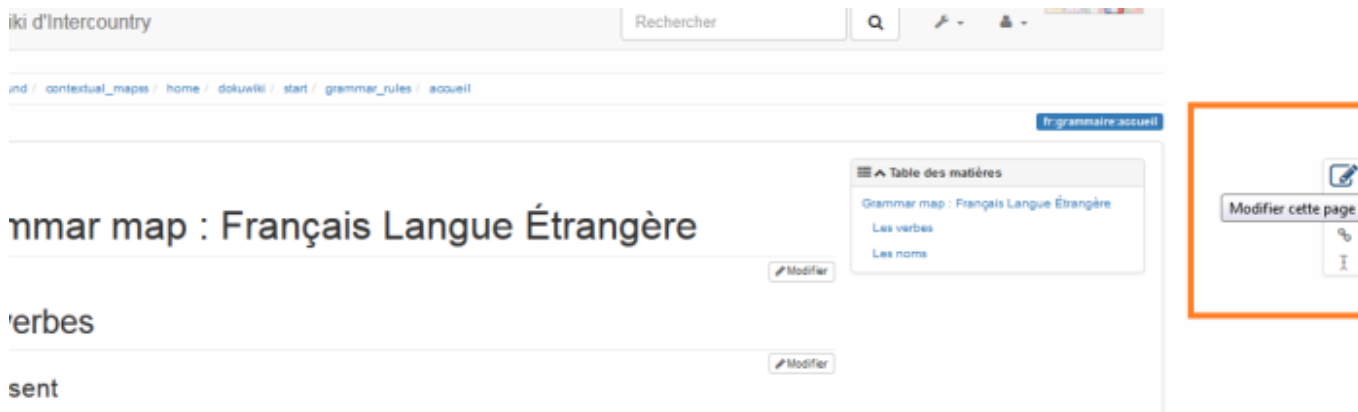 iki d'Intercountry
Rechercher
und / contextual_mapss / home / dokuwiki / start / grammar_rules / accueil
fr:grammaire:accueil
Table des matières
Grammar map : Français Langue Étrangère
Les verbes
Les noms
mmar map : Français Langue Étrangère
Modifier
verbes
Modifier
sent
Modifier cette page